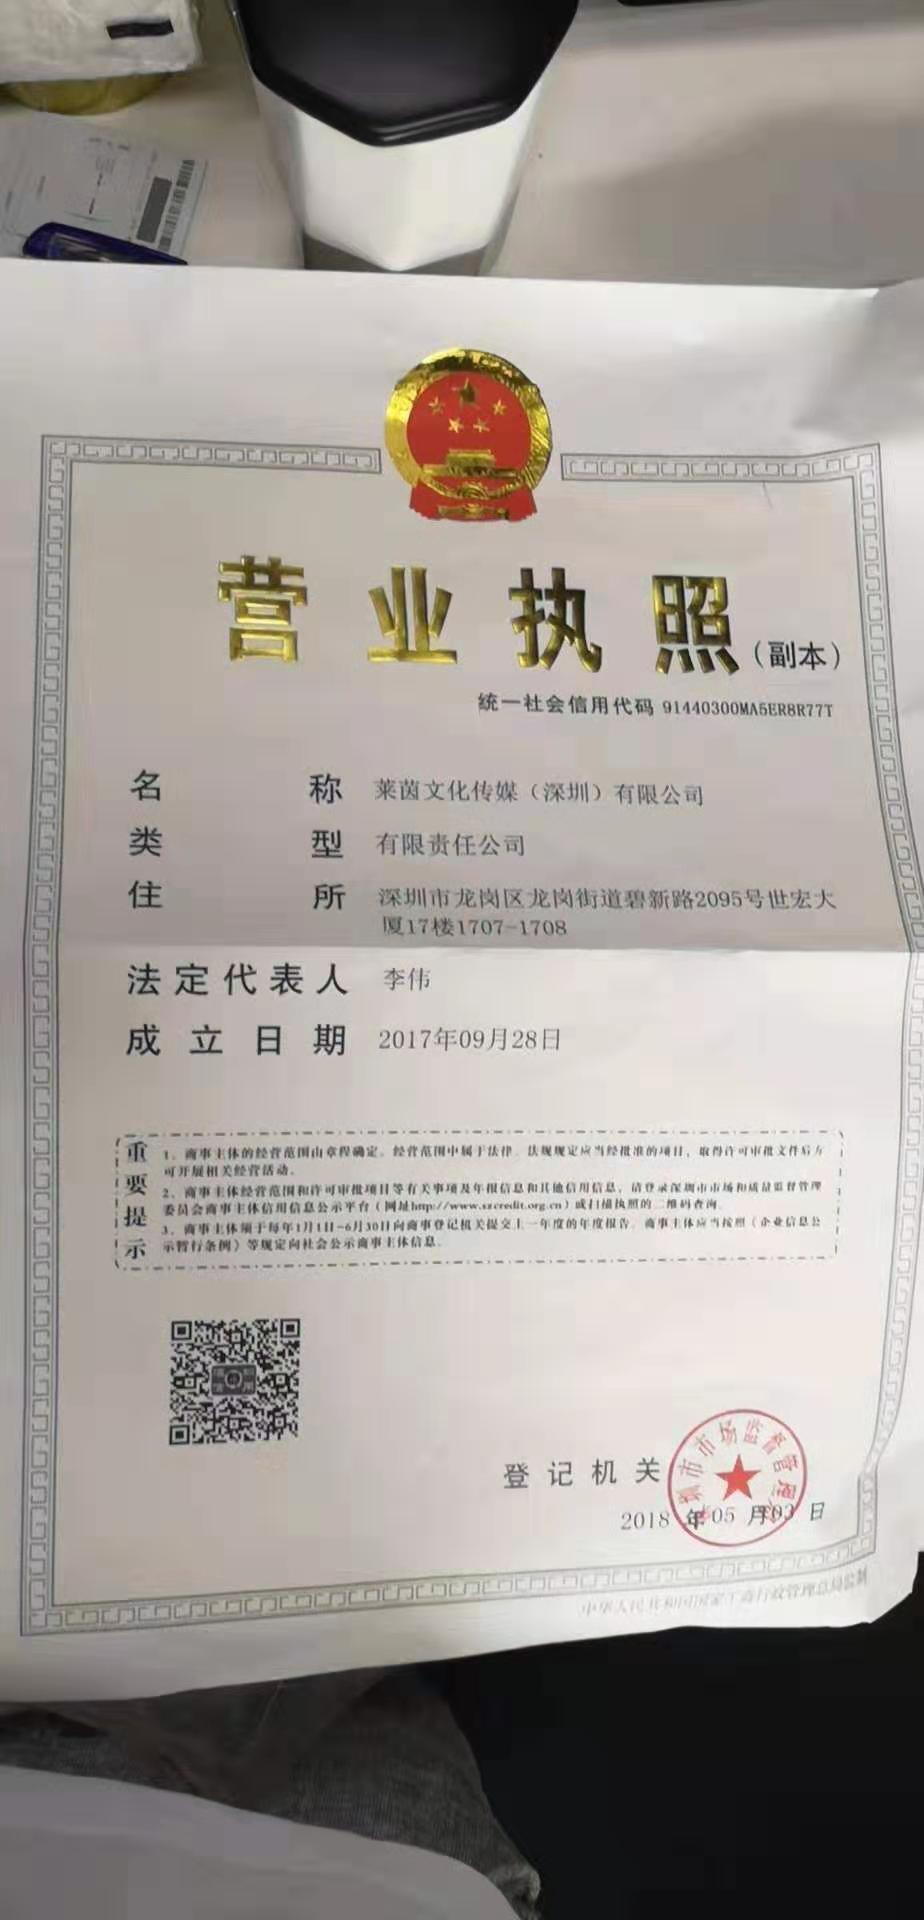 营业执照（副本）
统一社会信用代码 91440300MA5ER8R77T
名称 莱茵文化传媒（深圳）有限公司
类型 有限责任公司
住所 深圳市龙岗区龙岗街道碧新路2095号世宏大
厦17楼1707-1708
法定代表人 李伟
成立日期 2017年09月28日
重要提示
1、商事主体的经营范围由章程确定。经营范围中属于法律、法规规定应当经批准的项目，取得许可审批文件后方
可开展相关经营活动。
2、商事主体经营范围和许可审批项目等有关事项及年报信息和其他信用信息，请登录深圳市市场和质量监督管理
委员会商事主体信用信息公示平台（网址http://www.szcredit.org.cn）或扫描执照的二维码查询。
3、商事主体须于每年1月1日-6月30日向商事登记机关提交上一年度的年度报告。商事主体应当按照《企业信息公
示暂行条例》等规定向社会公示商事主体信息。
登记机关
圳市市场监督管理
2018年05月03日
中华人民共和国国家工商行政管理总局监制